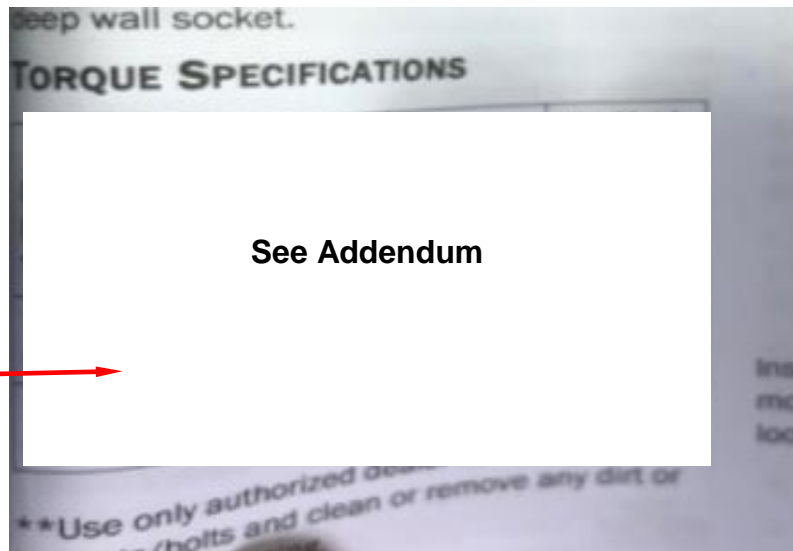 deep wall socket.
TORQUE SPECIFICATIONS
See Addendum
**Use only authorized
bolts and clean or remove any dirt or